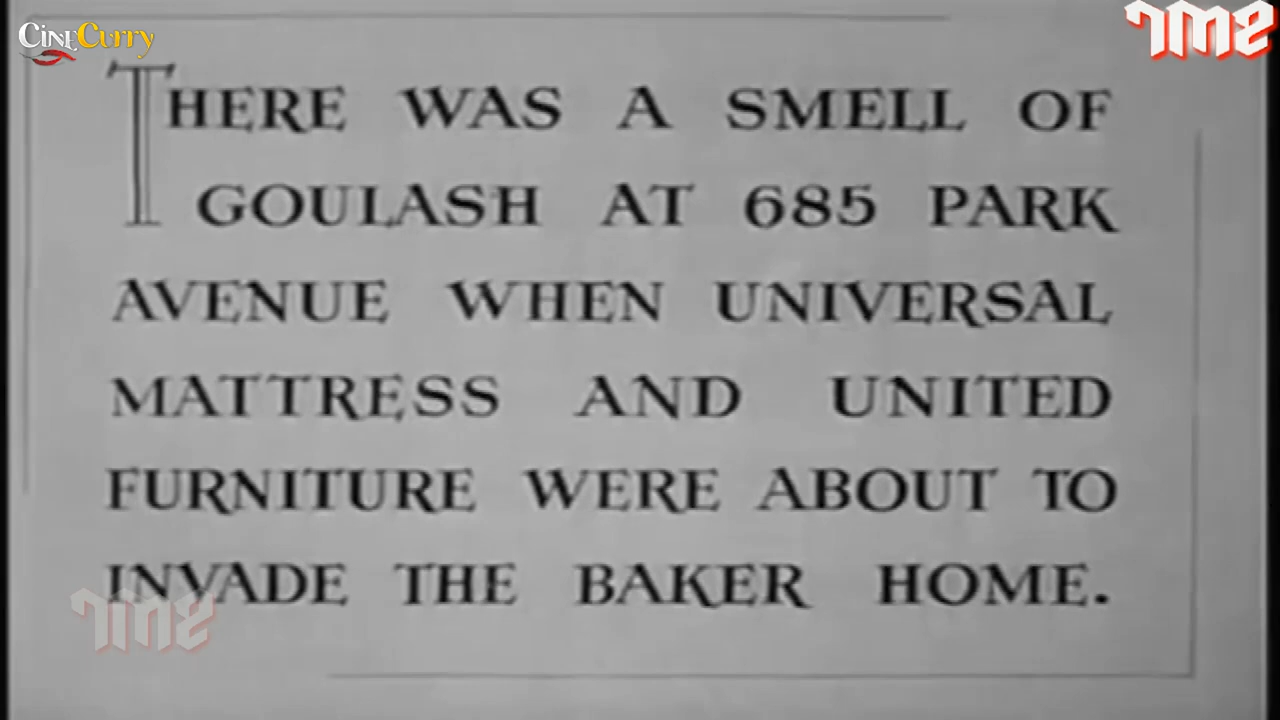 CINECURRY
THERE WAS A SMELL OF
GOULASH AT 685 PARK
AVENUE WHEN UNIVERSAL
MATTRESS AND UNITED
FURNITURE WERE ABOUT TO
INVADE THE BAKER HOME.